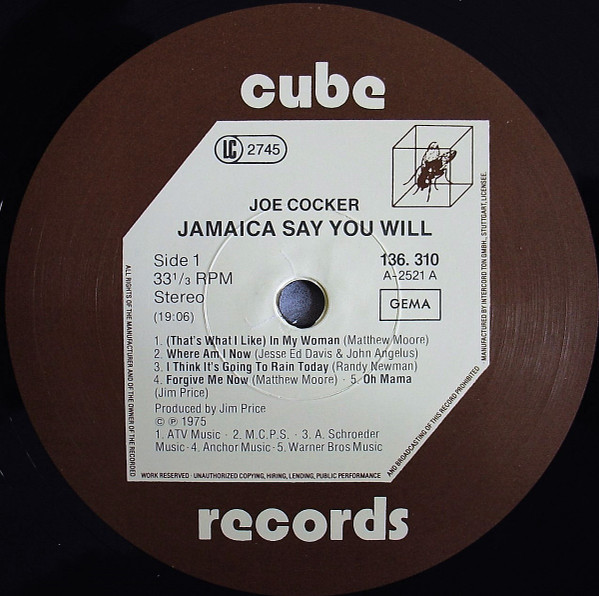 cube
LC 2745
JOE COCKER
JAMAICA SAY YOU WILL
Side 1
33 1/3 RPM
Stereo
(19:06)
136. 310
A-2521 A
GEMA
1. (That's What I Like) In My Woman (Matthew Moore)
2. Where Am I Now (Jesse Ed Davis & John Angelus)
3. I Think It's Going To Rain Today (Randy Newman)
4. Forgive Me Now (Matthew Moore) · 5. Oh Mama
(Jim Price)
Produced by Jim Price
© ℗ 1975
1. ATV Music · 2. M.C.P.S. · 3. A. Schroeder
Music · 4. Anchor Music · 5. Warner Bros Music
ALL RIGHTS OF THE MANUFACTURER AND OF THE OWNER OF THE RECORDED
WORK RESERVED · UNAUTHORIZED COPYING, HIRING, LENDING, PUBLIC PERFORMANCE
AND BROADCASTING OF THIS RECORD PROHIBITED
MANUFACTURED BY INTERCORD TON GMBH., STUTTGART, LICENSEE.
records